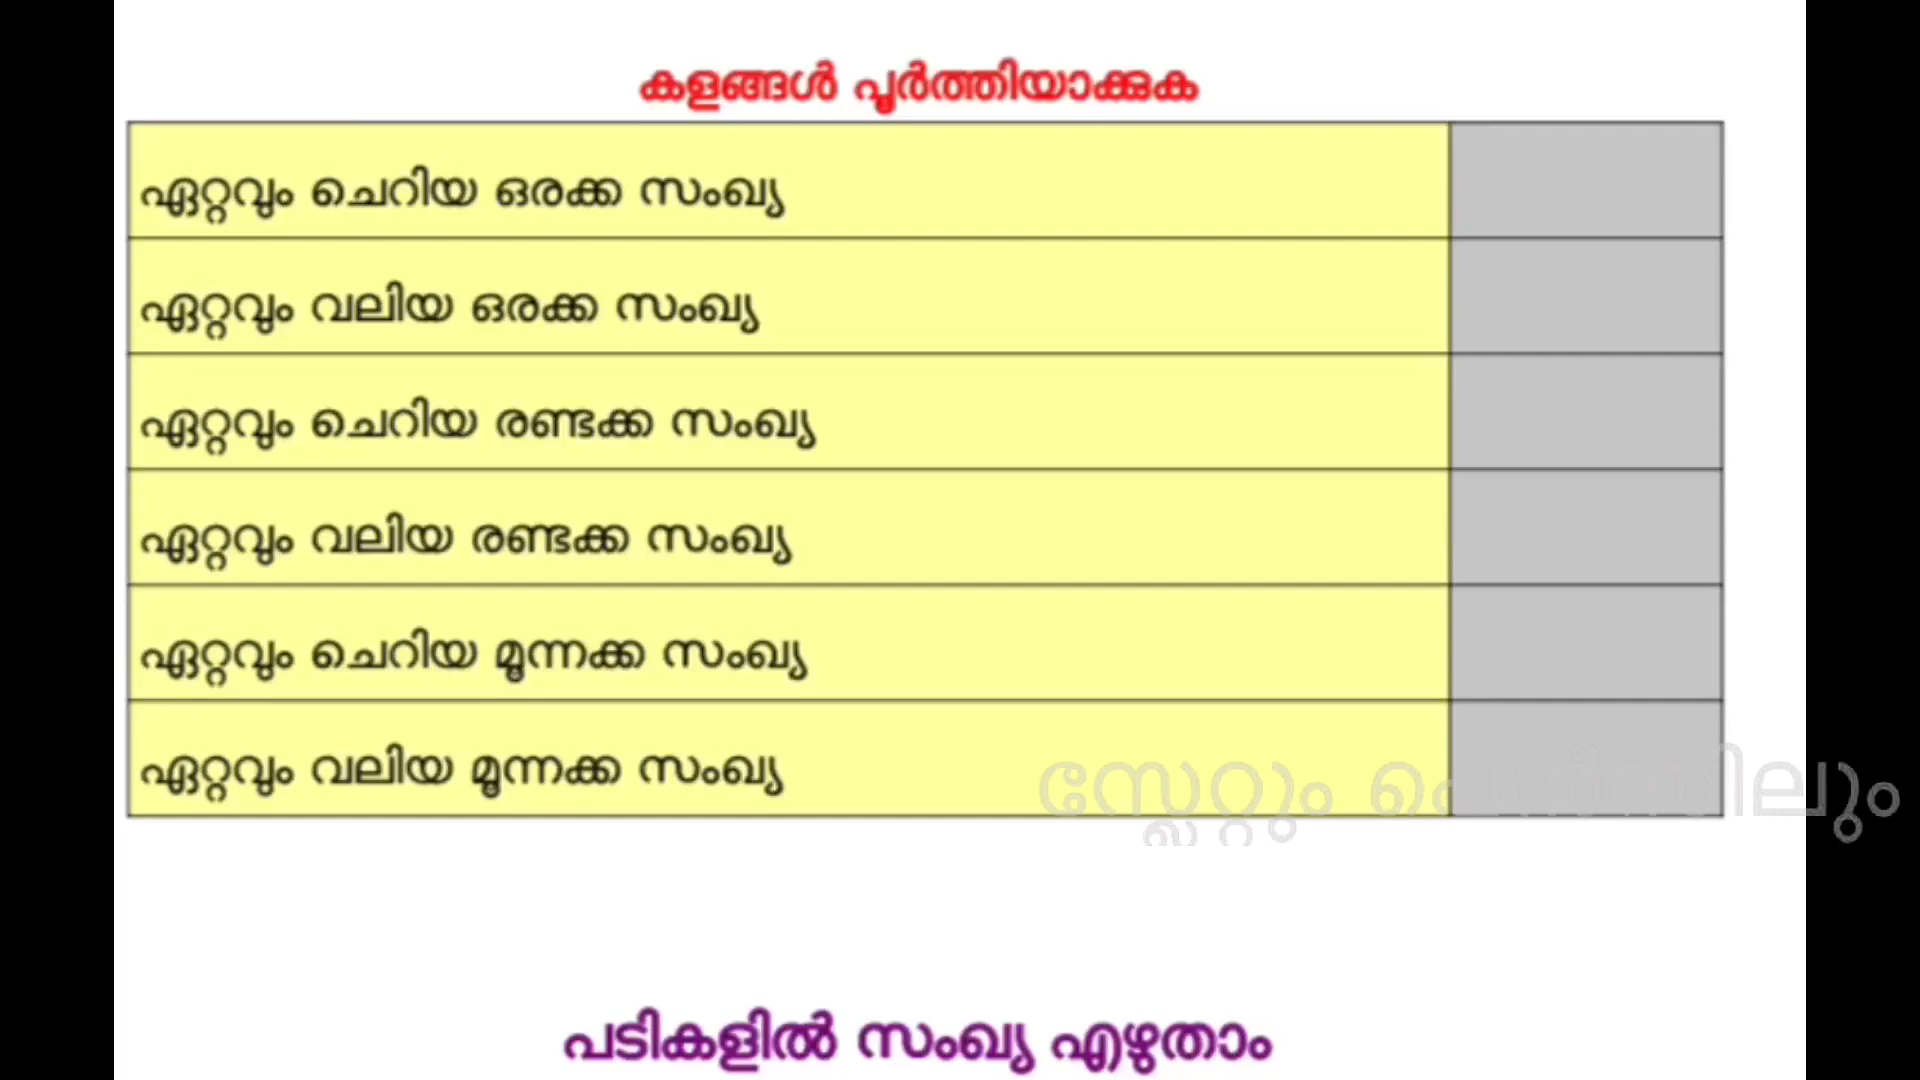 കളങ്ങൾ പൂർത്തിയാക്കുക
ഏറ്റവും ചെറിയ ഒരക്ക സംഖ്യ
ഏറ്റവും വലിയ ഒരക്ക സംഖ്യ
ഏറ്റവും ചെറിയ രണ്ടക്ക സംഖ്യ
ഏറ്റവും വലിയ രണ്ടക്ക സംഖ്യ
ഏറ്റവും ചെറിയ മൂന്നക്ക സംഖ്യ
ഏറ്റവും വലിയ മൂന്നക്ക സംഖ്യ
സ്ലേറ്റും പെൻസിലും
പടികളിൽ സംഖ്യ എഴുതാം